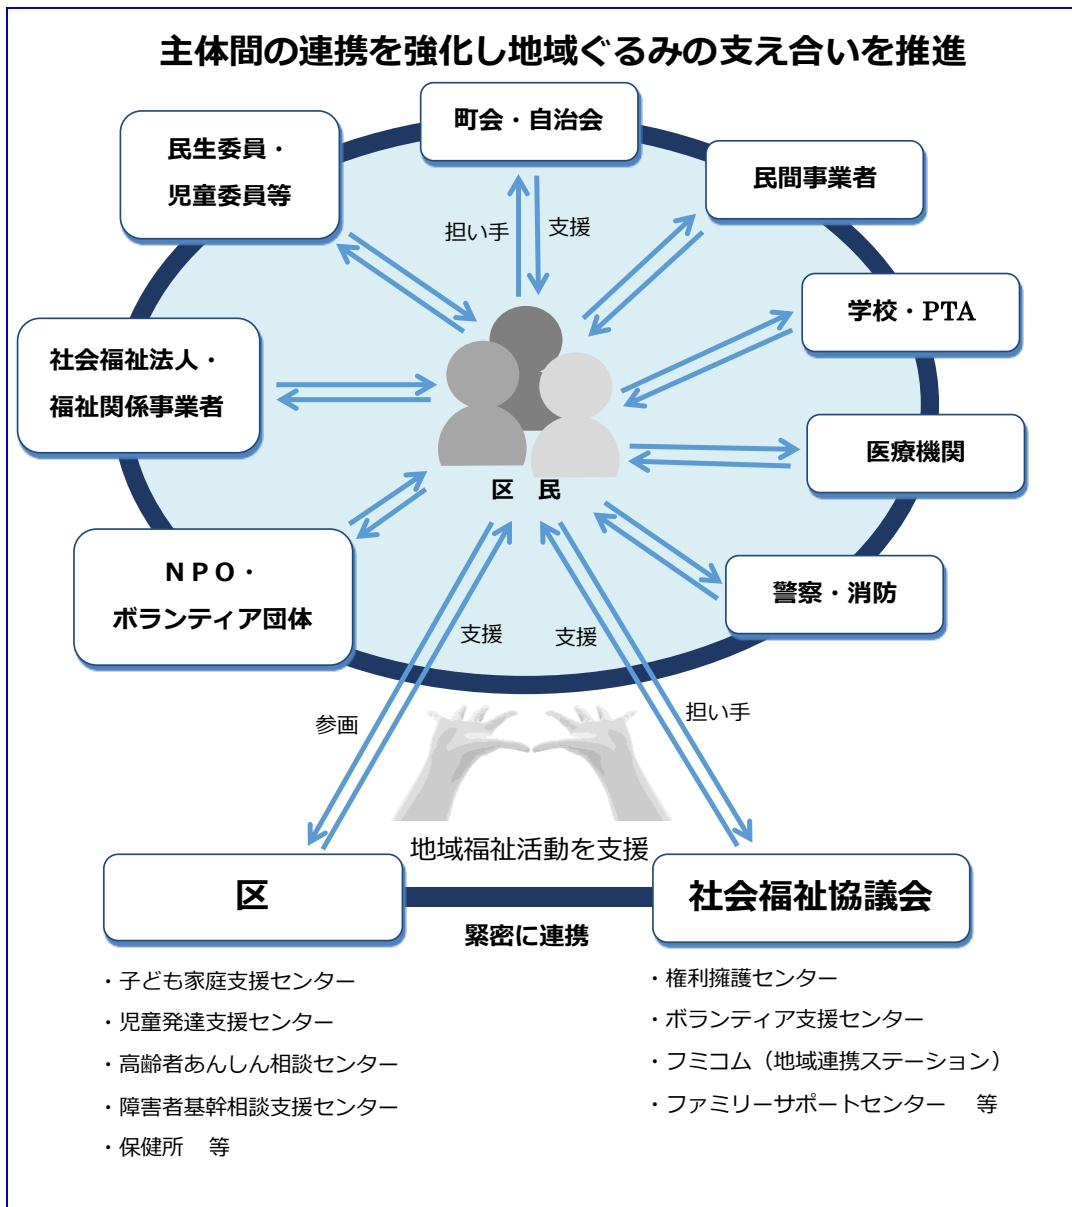 主体間の連携を強化し地域ぐるみの支え合いを推進
町会・自治会
民生委員・
児童委員等
民間事業者
担い手
支援
学校・PTA
社会福祉法人・
福祉関係事業者
医療機関
区 民
NPO・
ボランティア団体
警察・消防
支援
支援
参画
担い手
地域福祉活動を支援
区
社会福祉協議会
緊密に連携
・子ども家庭支援センター
・児童発達支援センター
・高齢者あんしん相談センター
・障害者基幹相談支援センター
・保健所 等
・権利擁護センター
・ボランティア支援センター
・フミコム（地域連携ステーション）
・ファミリーサポートセンター 等